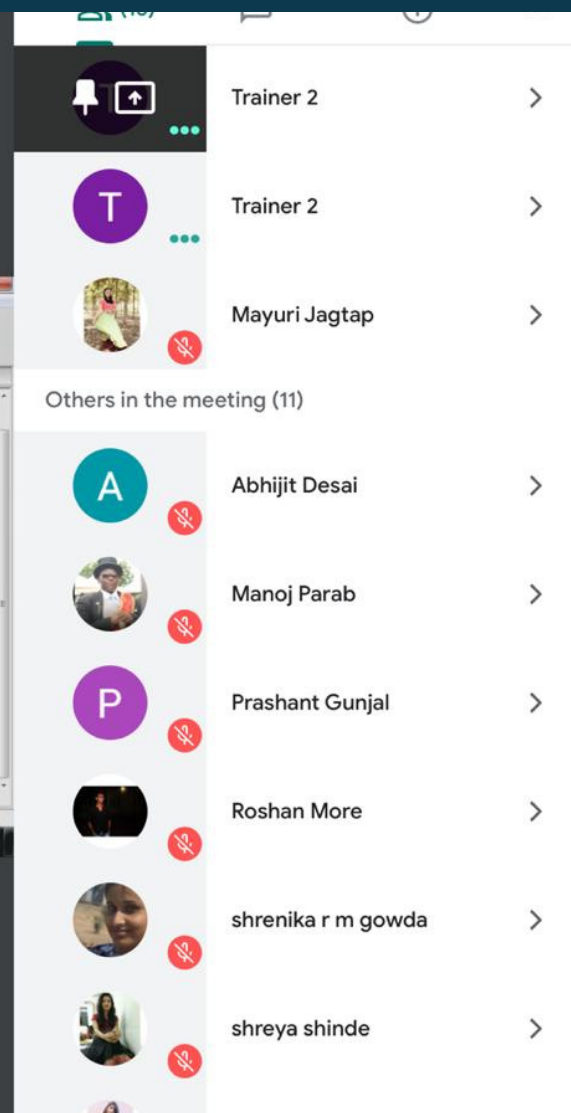 Trainer 2
T
Trainer 2
Mayuri Jagtap
Others in the meeting (11)
A
Abhijit Desai
Manoj Parab
P
Prashant Gunjal
Roshan More
shrenika r m gowda
shreya shinde